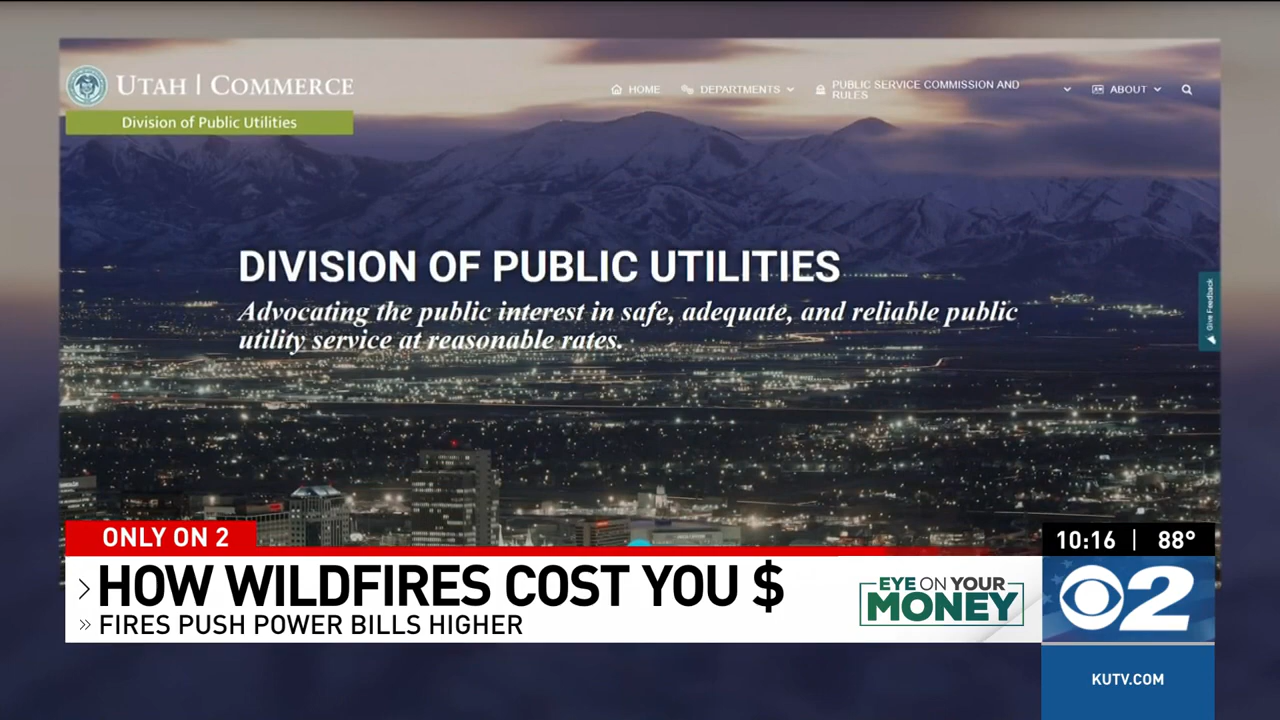 UTAH | COMMERCE
Division of Public Utilities
HOME
DEPARTMENTS
PUBLIC SERVICE COMMISSION AND
RULES
ABOUT
DIVISION OF PUBLIC UTILITIES
Advocating the public interest in safe, adequate, and reliable public
utility service at reasonable rates.
Give Feedback
ONLY ON 2
10:16 | 88°
HOW WILDFIRES COST YOU $
FIRES PUSH POWER BILLS HIGHER
EYE ON YOUR
MONEY
2
KUTV.COM